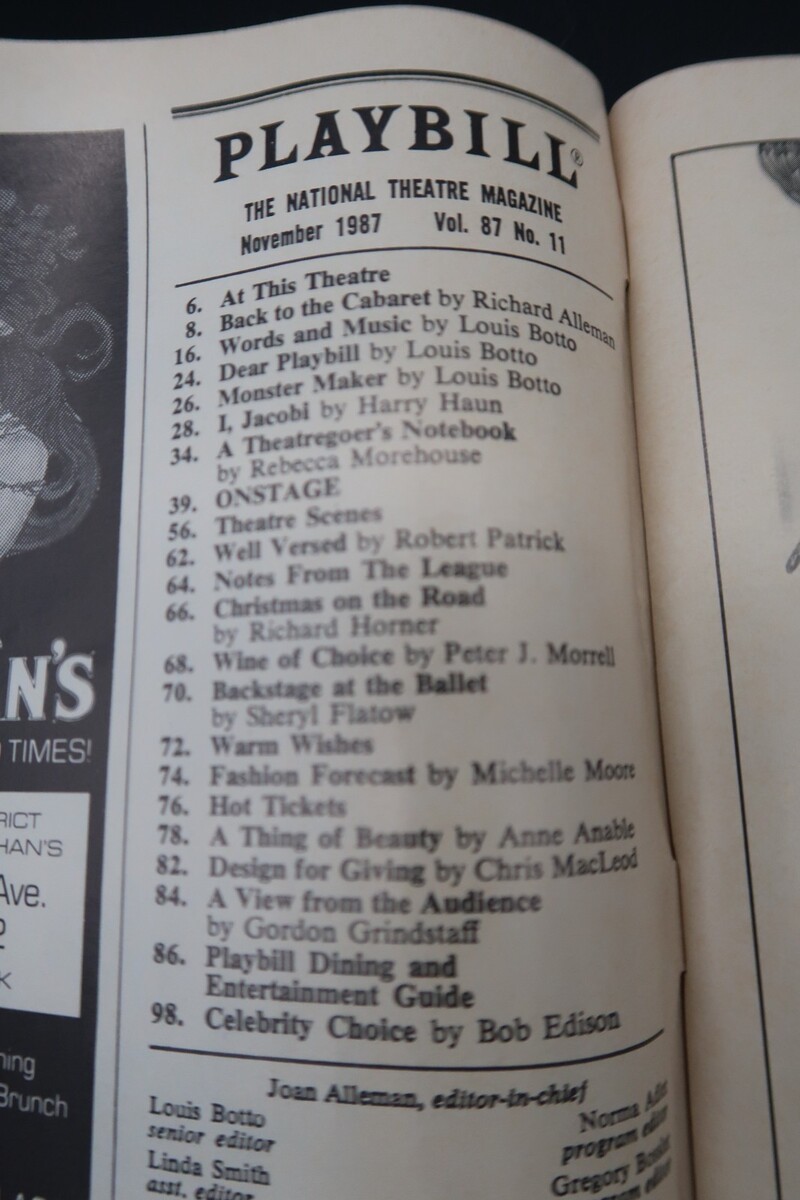 PLAYBILL®
THE NATIONAL THEATRE MAGAZINE
November 1987 Vol. 87 No. 11
6. At This Theatre
8. Back to the Cabaret by Richard Alleman
16. Words and Music by Louis Botto
24. Dear Playbill by Louis Botto
26. Monster Maker by Louis Botto
28. I, Jacobi by Harry Haun
34. A Theatregoer's Notebook
by Rebecca Morehouse
39. ONSTAGE
56. Theatre Scenes
62. Well Versed by Robert Patrick
64. Notes From The League
66. Christmas on the Road
by Richard Horner
68. Wine of Choice by Peter J. Morrell
70. Backstage at the Ballet
by Sheryl Flatow
72. Warm Wishes
74. Fashion Forecast by Michelle Moore
76. Hot Tickets
78. A Thing of Beauty by Anne Anable
82. Design for Giving by Chris MacLeod
84. A View from the Audience
by Gordon Grindstaff
86. Playbill Dining and
Entertainment Guide
98. Celebrity Choice by Bob Edison
Joan Alleman, editor-in-chief
Louis Botto
senior editor
Linda Smith
asst. editor
Norma
program editor
Gregory
N'S
TIMES!
RICT
HAN'S
Ave.
2
K
ning
Brunch